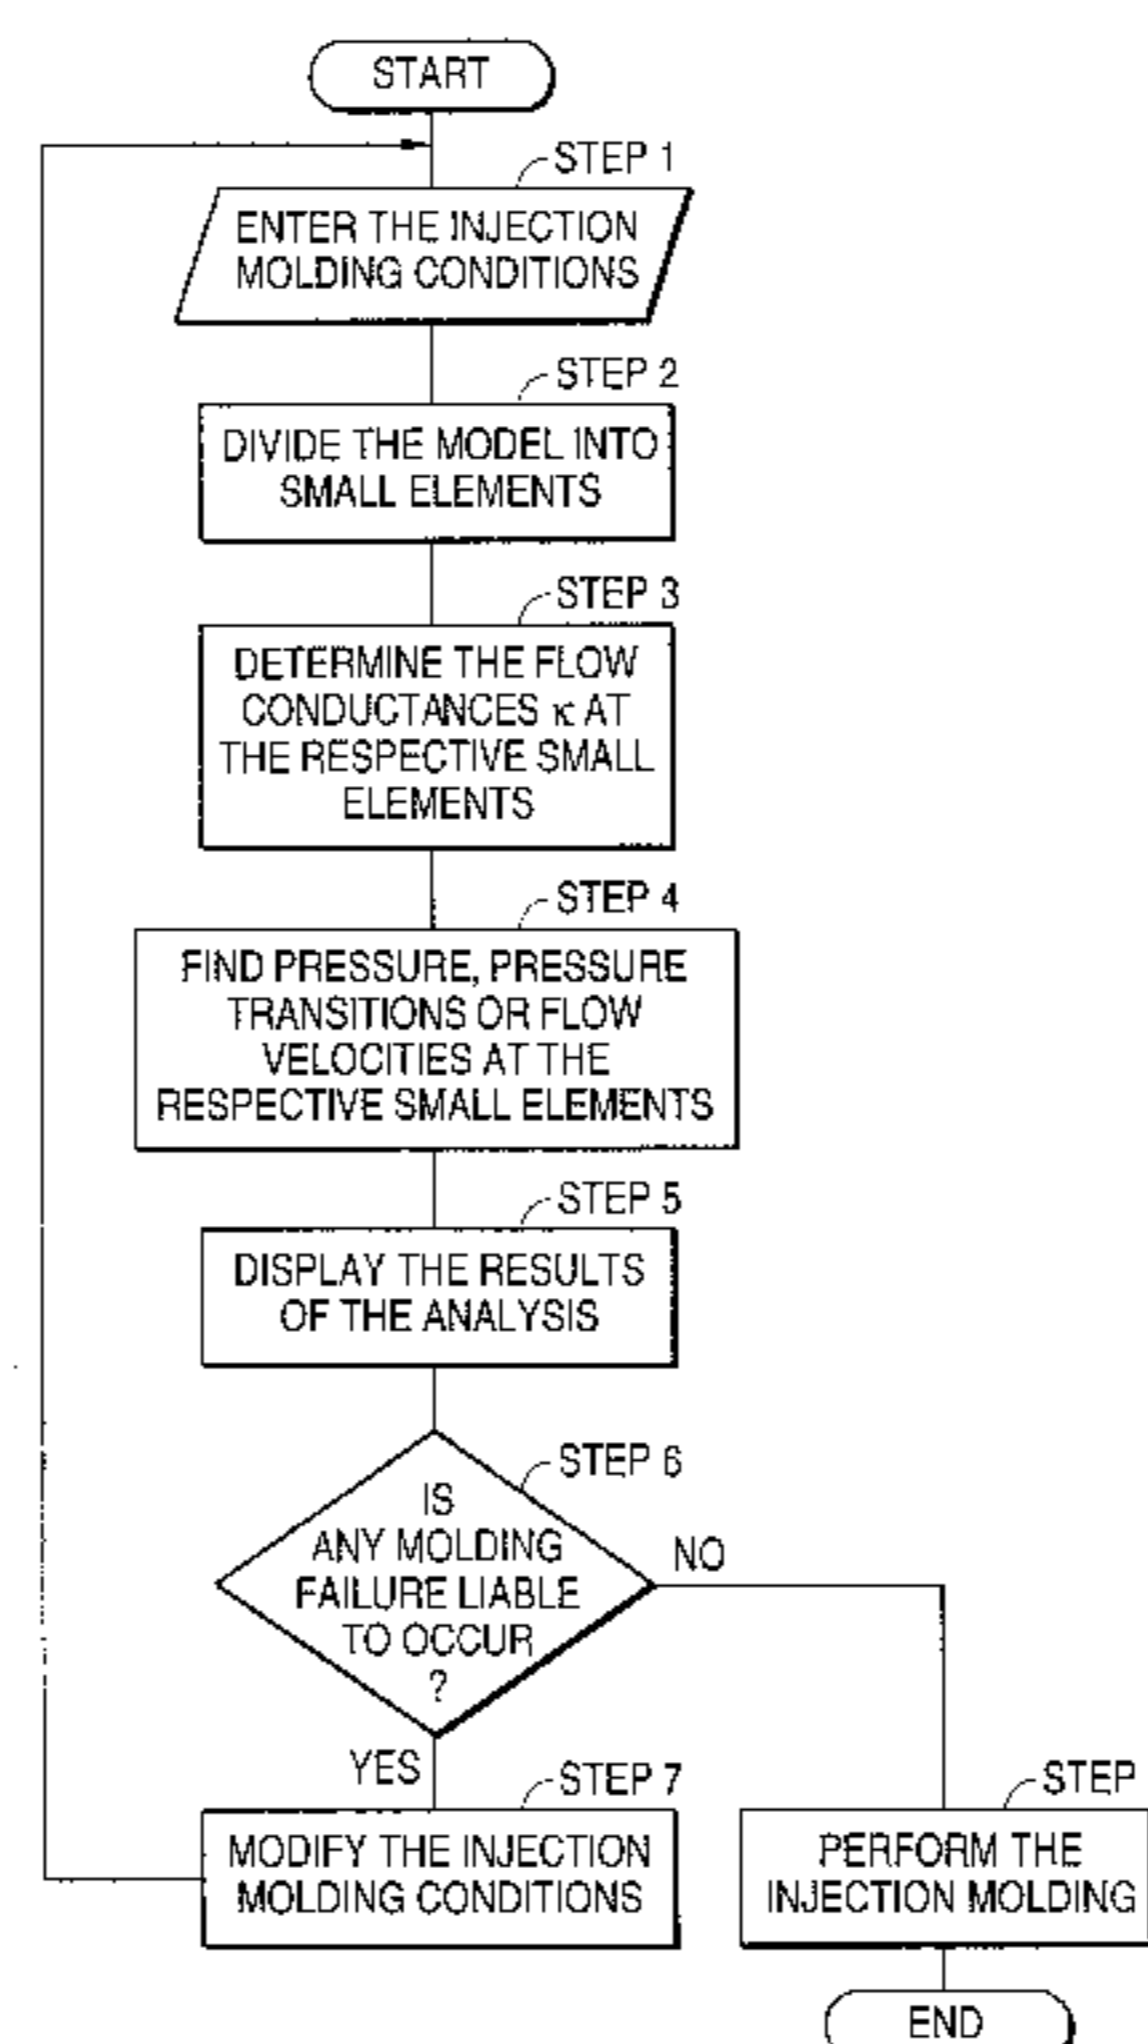 START
STEP 1
ENTER THE INJECTION
MOLDING CONDITIONS
STEP 2
DIVIDE THE MODEL INTO
SMALL ELEMENTS
STEP 3
DETERMINE THE FLOW
CONDUCTANCES κ AT
THE RESPECTIVE SMALL
ELEMENTS
STEP 4
FIND PRESSURE, PRESSURE
TRANSITIONS OR FLOW
VELOCITIES AT THE
RESPECTIVE SMALL ELEMENTS
STEP 5
DISPLAY THE RESULTS
OF THE ANALYSIS
STEP 6
IS
ANY MOLDING
FAILURE LIABLE
TO OCCUR
?
NO
YES
STEP 7
MODIFY THE INJECTION
MOLDING CONDITIONS
STEP
PERFORM THE
INJECTION MOLDING
END